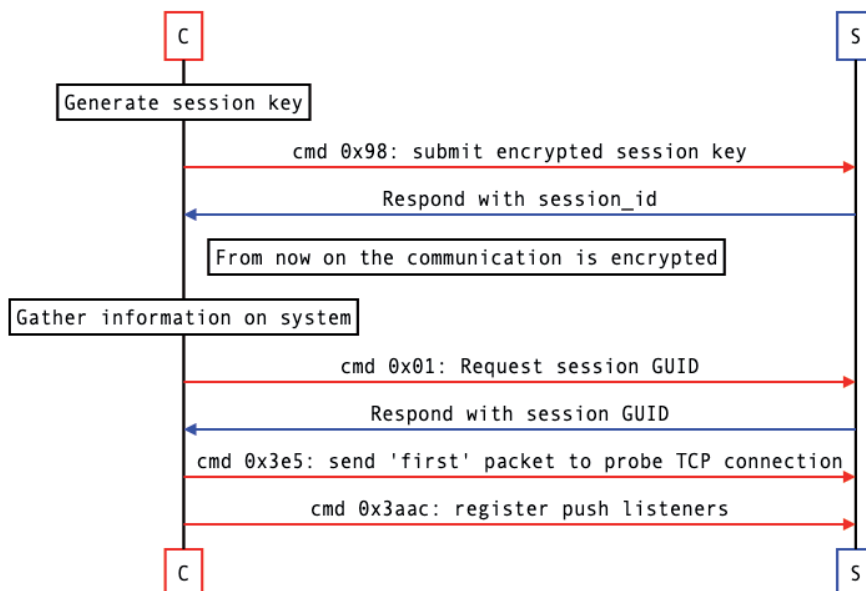 C
S
Generate session key
cmd 0x98: submit encrypted session key
Respond with session_id
From now on the communication is encrypted
Gather information on system
cmd 0x01: Request session GUID
Respond with session GUID
cmd 0x3e5: send 'first' packet to probe TCP connection
cmd 0x3aac: register push listeners
C
S